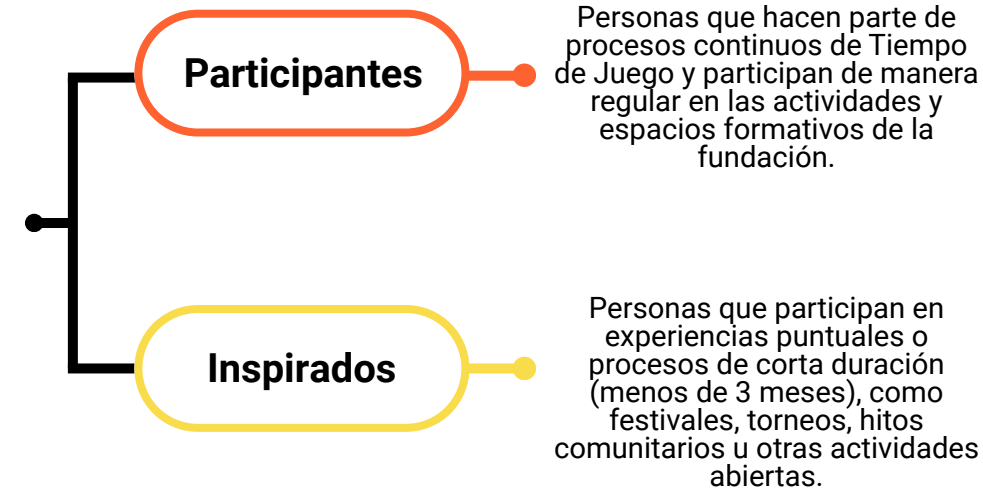 Participantes
Personas que hacen parte de
procesos continuos de Tiempo
de Juego y participan de manera
regular en las actividades y
espacios formativos de la
fundación.
Inspirados
Personas que participan en
experiencias puntuales o
procesos de corta duración
(menos de 3 meses), como
festivales, torneos, hitos
comunitarios u otras actividades
abiertas.